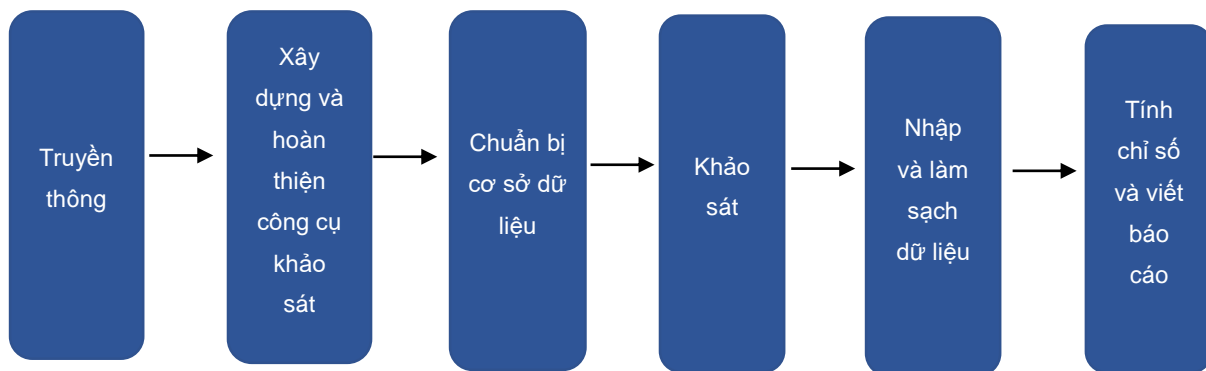 Truyền
thông
Xây
dựng và
hoàn
thiện
công cụ
khảo
sát
Chuẩn bị
cơ sở dữ
liệu
Khảo
sát
Nhập
và làm
sạch
dữ liệu
Tính
chỉ số
và viết
báo
cáo